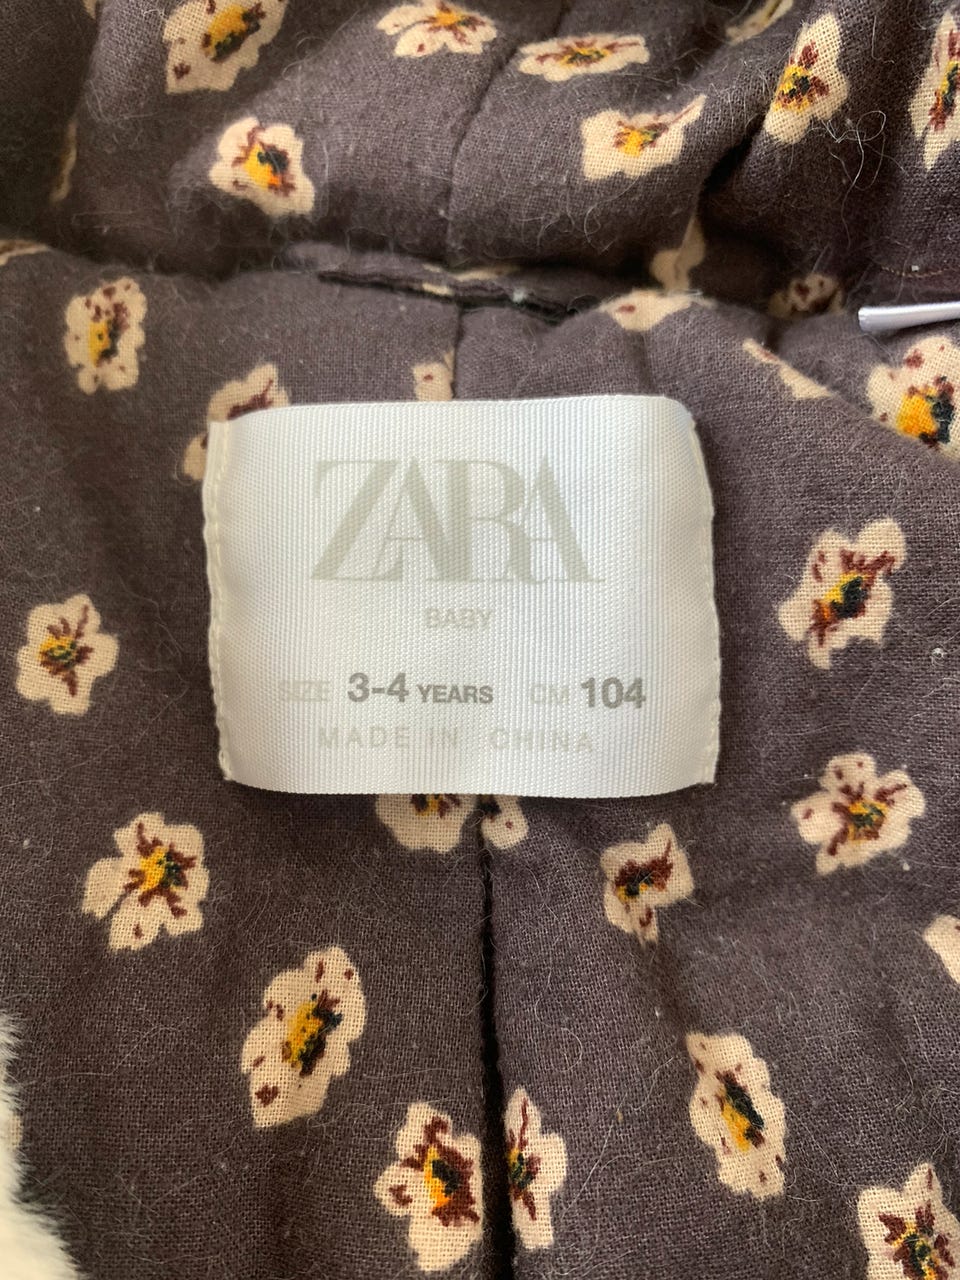 ZARA
BABY
SIZE 3-4 YEARS CM 104
MADE IN CHINA